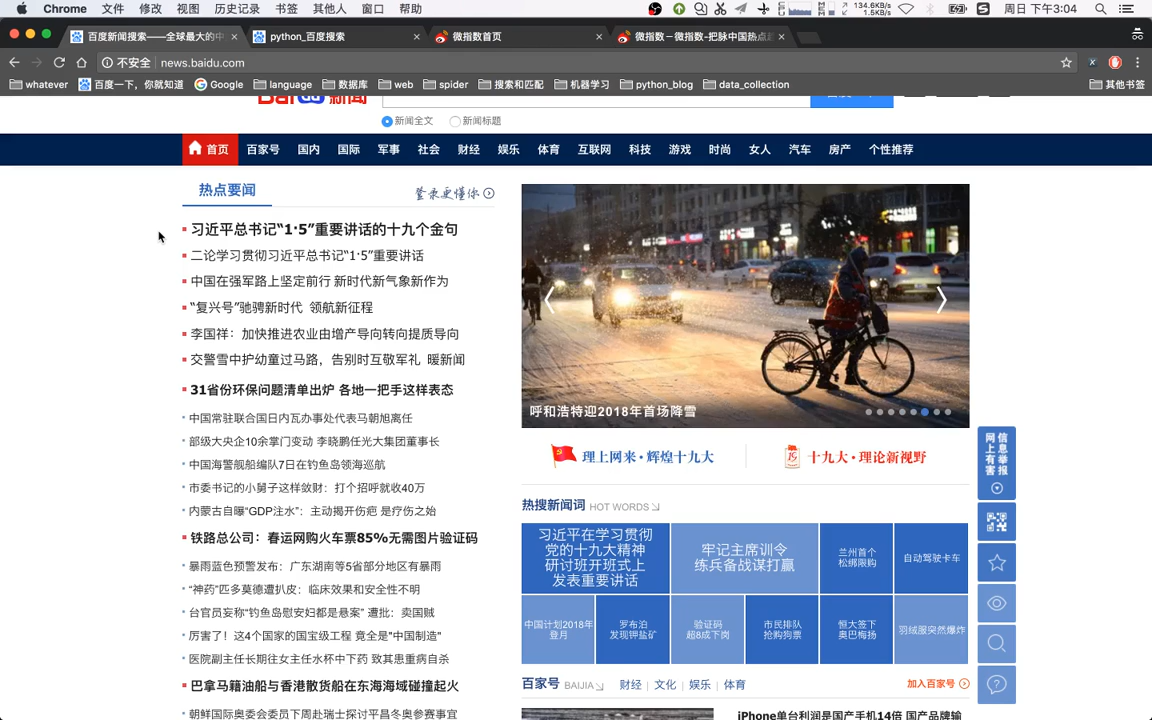 Chrome 文件 修改 视图 历史记录 书签 其他人 窗口 帮助 134.6KB/s 1.5KB/s 周日 下午3:04
百度新闻搜索——全球最大的中 python_百度搜索 微指数首页 微指数－微指数-把脉中国热点
不安全 news.baidu.com
whatever 百度一下，你就知道 Google language 数据库 web spider 搜索和匹配 机器学习 python_blog data_collection 其他书签
新闻全文 新闻标题
首页 百家号 国内 国际 军事 社会 财经 娱乐 体育 互联网 科技 游戏 时尚 女人 汽车 房产 个性推荐
热点要闻 登录更懂你
习近平总书记“1·5”重要讲话的十九个金句
二论学习贯彻习近平总书记“1·5”重要讲话
中国在强军路上坚定前行 新时代新气象新作为
“复兴号”驰骋新时代 领航新征程
李国祥：加快推进农业由增产导向转向提质导向
交警雪中护幼童过马路，告别时互敬军礼 暖新闻
31省份环保问题清单出炉 各地一把手这样表态
中国常驻联合国日内瓦办事处代表马朝旭离任
部级大央企10余掌门变动 李晓鹏任光大集团董事长
中国海警舰船编队7日在钓鱼岛领海巡航
市委书记的小舅子这样敛财：打个招呼就收40万
内蒙古自曝“GDP注水”：主动揭开伤疤 是疗伤之始
铁路总公司：春运网购火车票85%无需图片验证码
暴雨蓝色预警发布：广东湖南等5省部分地区有暴雨
“神药”匹多莫德遭扒皮：临床效果和安全性不明
台官员妄称“钓鱼岛慰安妇都是悬案” 遭批：卖国贼
厉害了！这4个国家的国宝级工程 竟全是"中国制造"
医院副主任长期往女主任水杯中下药 致其患重病自杀
巴拿马籍油船与香港散货船在东海海域碰撞起火
朝鲜国际奥委会委员下周赴瑞士探讨平昌冬奥参赛事宜
呼和浩特迎2018年首场降雪
理上网来·辉煌十九大 十九大·理论新视野
热搜新闻词 HOT WORDS
习近平在学习贯彻
党的十九大精神
研讨班开班式上
发表重要讲话
牢记主席训令
练兵备战谋打赢
兰州首个
松绑限购
自动驾驶卡车
中国计划2018年
登月
罗布泊
发现钾盐矿
验证码
超8成下岗
市民排队
抢购狗票
恒大签下
奥巴梅扬
羽绒服突然爆炸
百家号 BAIJIA 财经 文化 娱乐 体育 加入百家号
iPhone单台利润是国产手机14倍 国产品牌输
网上有害
信息举报